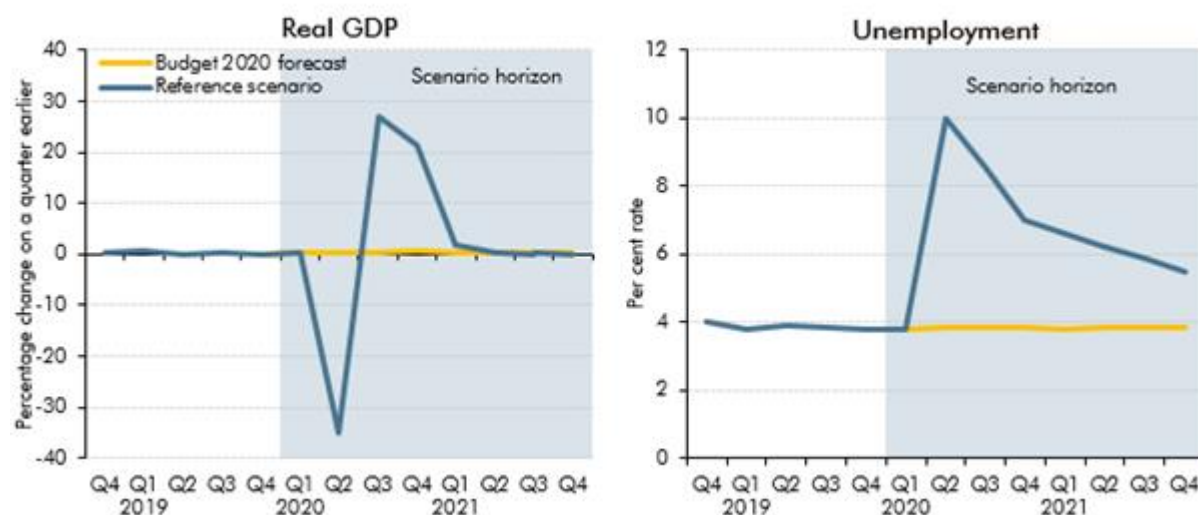 Real GDP
40
30
20
10
0
-10
-20
-30
-40
Percentage change on a quarter earlier
Budget 2020 forecast
Reference scenario
Scenario horizon
Q4 Q1 Q2 Q3 Q4 Q1 Q2 Q3 Q4 Q1 Q2 Q3 Q4
2019 2020 2021
Unemployment
12
10
8
6
4
2
0
Per cent rate
Scenario horizon
Q4 Q1 Q2 Q3 Q4 Q1 Q2 Q3 Q4 Q1 Q2 Q3 Q4
2019 2020 2021